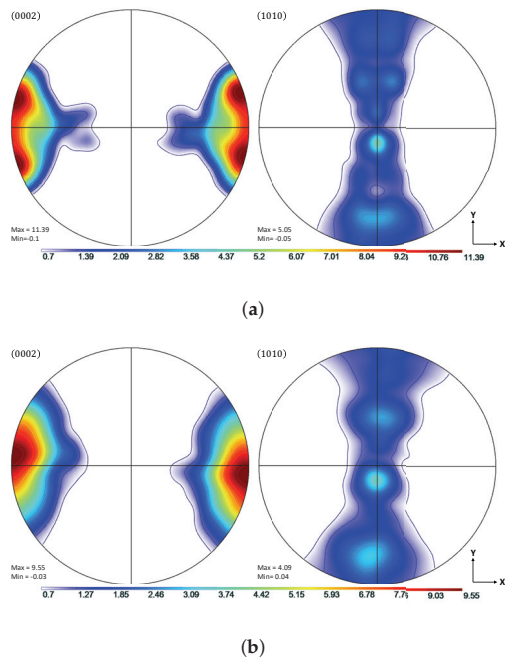 (0002)
(1010)
Max = 11.39
Min=-0.1
Max = 5.05
Min= -0.05
Y
X
0.7 1.39 2.09 2.82 3.58 4.37 5.2 6.07 7.01 8.04 9.2 10.76 11.39
(a)
(0002)
(1010)
Max = 9.55
Min = -0.03
Max = 4.09
Min= 0.04
Y
X
0.7 1.27 1.85 2.46 3.09 3.74 4.42 5.15 5.93 6.78 7.7 9.03 9.55
(b)